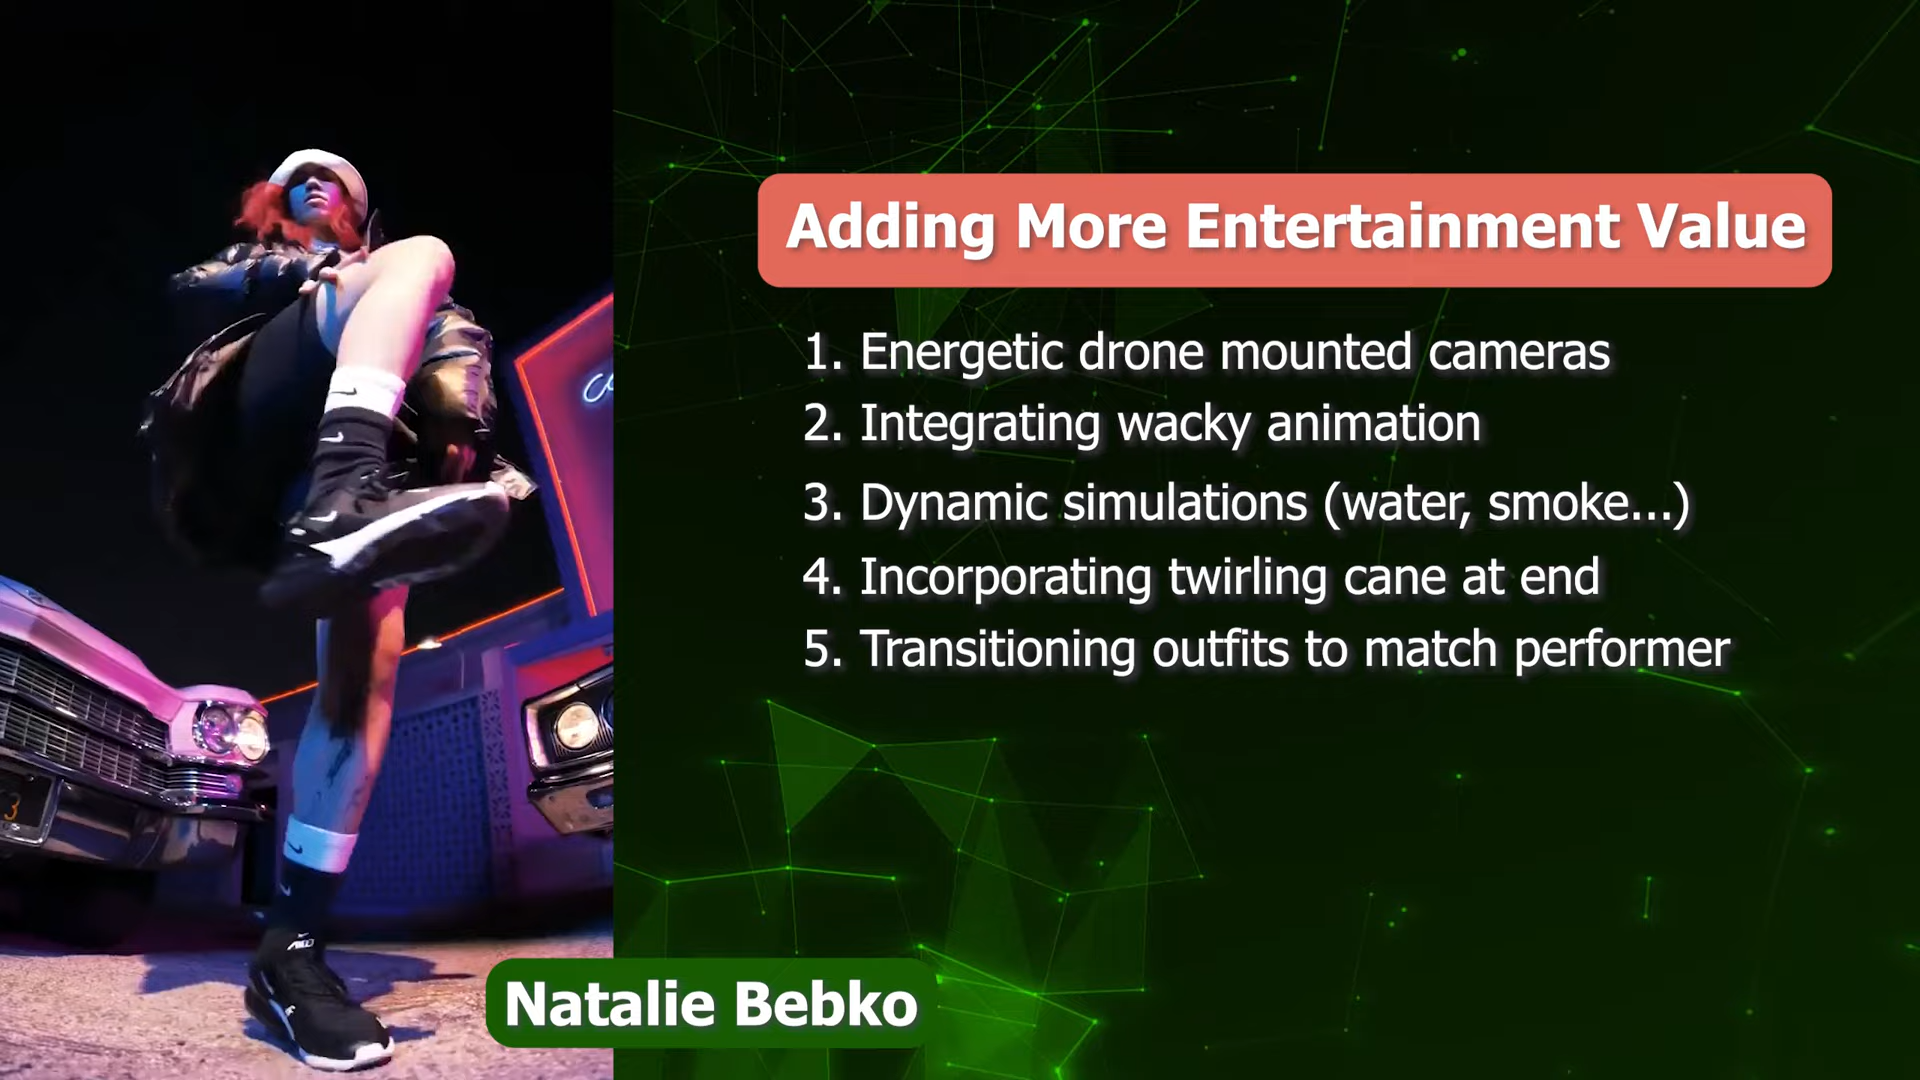 Adding More Entertainment Value
1. Energetic drone mounted cameras
2. Integrating wacky animation
3. Dynamic simulations (water, smoke...)
4. Incorporating twirling cane at end
5. Transitioning outfits to match performer
3
Natalie Bebko